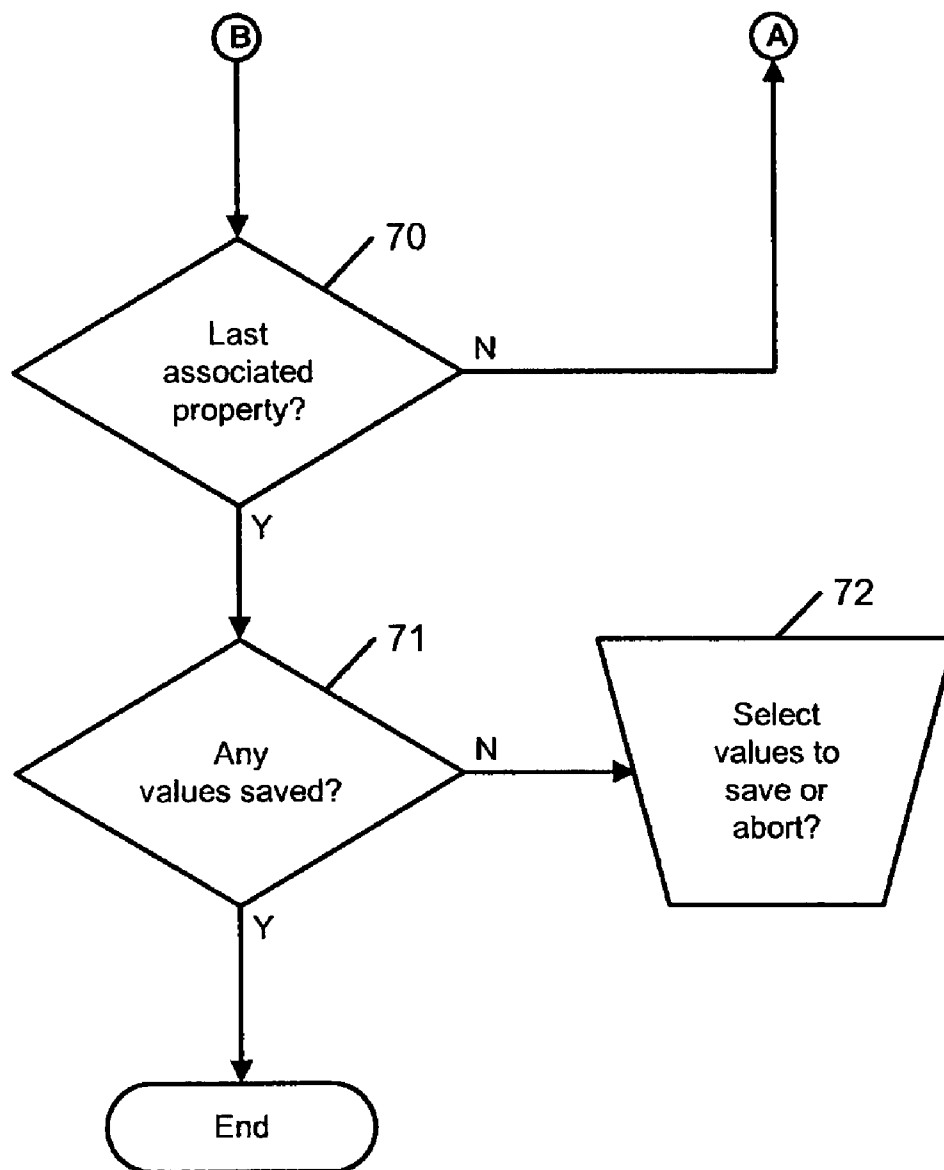 B
A
70
Last
associated
property?
N
Y
71
Any
values saved?
N
72
Select
values to
save or
abort?
Y
End